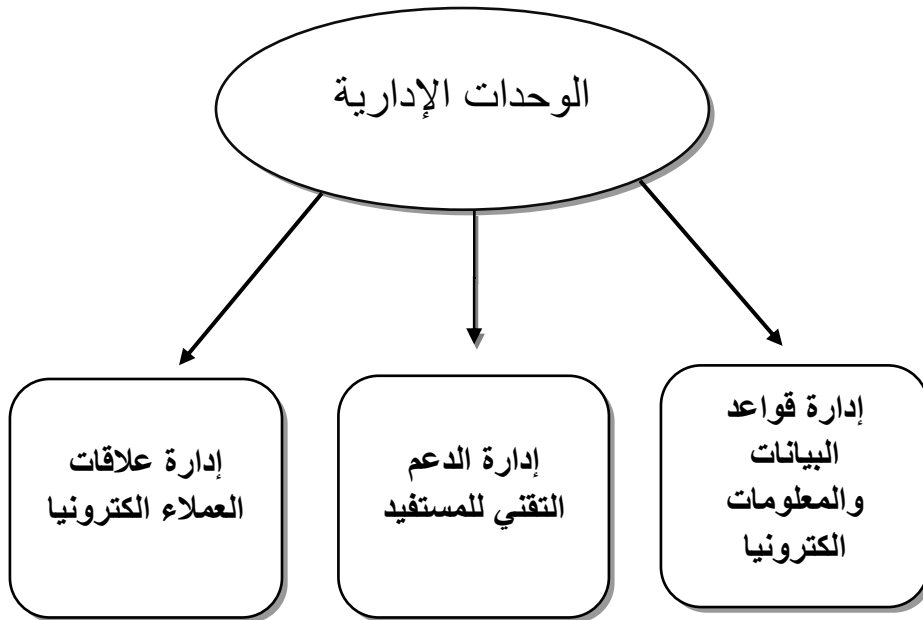 الوحدات الإدارية
إدارة قواعد
البيانات
والمعلومات
الكترونيا
إدارة الدعم
التقني للمستفيد
إدارة علاقات
العملاء الكترونيا